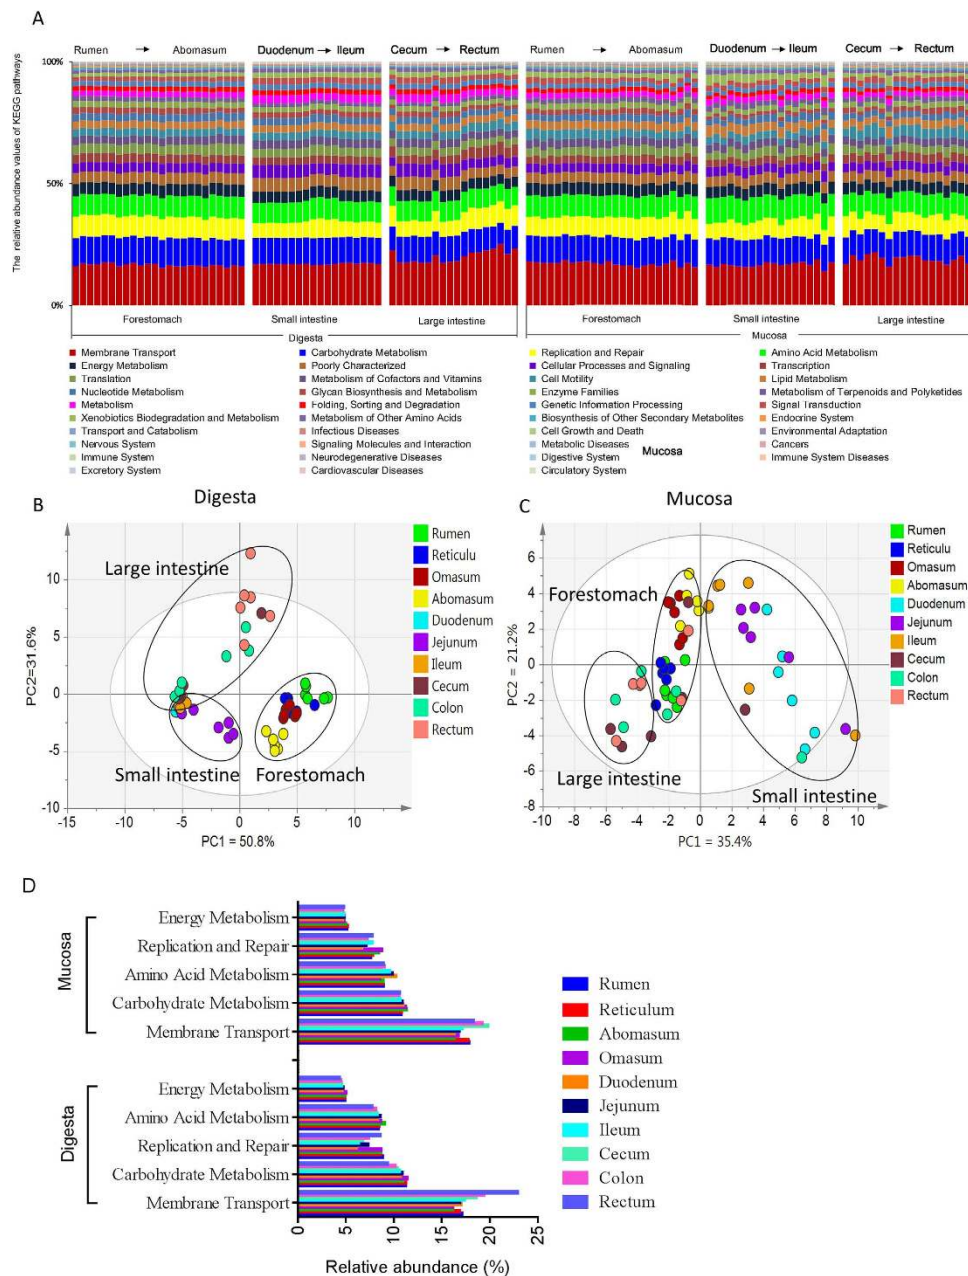 A
Rumen → Abomasum Duodenum → Ileum Cecum → Rectum Rumen → Abomasum Duodenum → Ileum Cecum → Rectum
The relative abundance values of KEGG pathways
100%
50%
0%
Forestomach Small intestine Large intestine Forestomach Small intestine Large intestine
Digesta Mucosa
Membrane Transport Carbohydrate Metabolism Replication and Repair Amino Acid Metabolism
Energy Metabolism Poorly Characterized Cellular Processes and Signaling Transcription
Translation Metabolism of Cofactors and Vitamins Cell Motility Lipid Metabolism
Nucleotide Metabolism Glycan Biosynthesis and Metabolism Enzyme Families Metabolism of Terpenoids and Polyketides
Metabolism Folding, Sorting and Degradation Genetic Information Processing Signal Transduction
Xenobiotics Biodegradation and Metabolism Metabolism of Other Amino Acids Biosynthesis of Other Secondary Metabolites Endocrine System
Transport and Catabolism Infectious Diseases Cell Growth and Death Environmental Adaptation
Nervous System Signaling Molecules and Interaction Metabolic Diseases Cancers
Mucosa
Immune System Neurodegenerative Diseases Digestive System Immune System Diseases
Excretory System Cardiovascular Diseases Circulatory System
B
Digesta
PC2=31.6%
10
5
0
-5
-10
-15 -10 -5 0 5 10
PC1 = 50.8%
Large intestine
Small intestine Forestomach
Rumen
Reticulu
Omasum
Abomasum
Duodenum
Jejunum
Ileum
Cecum
Colon
Rectum
C
Mucosa
PC2 = 21.2%
6
4
2
0
-2
-4
-6
-8
-10 -8 -6 -4 -2 0 2 4 6 8 10
PC1 = 35.4%
Forestomach
Large intestine
Small intestine
Rumen
Reticulu
Omasum
Abomasum
Duodenum
Jejunum
Ileum
Cecum
Colon
Rectum
D
Mucosa
Energy Metabolism
Replication and Repair
Amino Acid Metabolism
Carbohydrate Metabolism
Membrane Transport
Digesta
Energy Metabolism
Amino Acid Metabolism
Replication and Repair
Carbohydrate Metabolism
Membrane Transport
0 5 10 15 20 25
Relative abundance (%)
Rumen
Reticulum
Abomasum
Omasum
Duodenum
Jejunum
Ileum
Cecum
Colon
Rectum